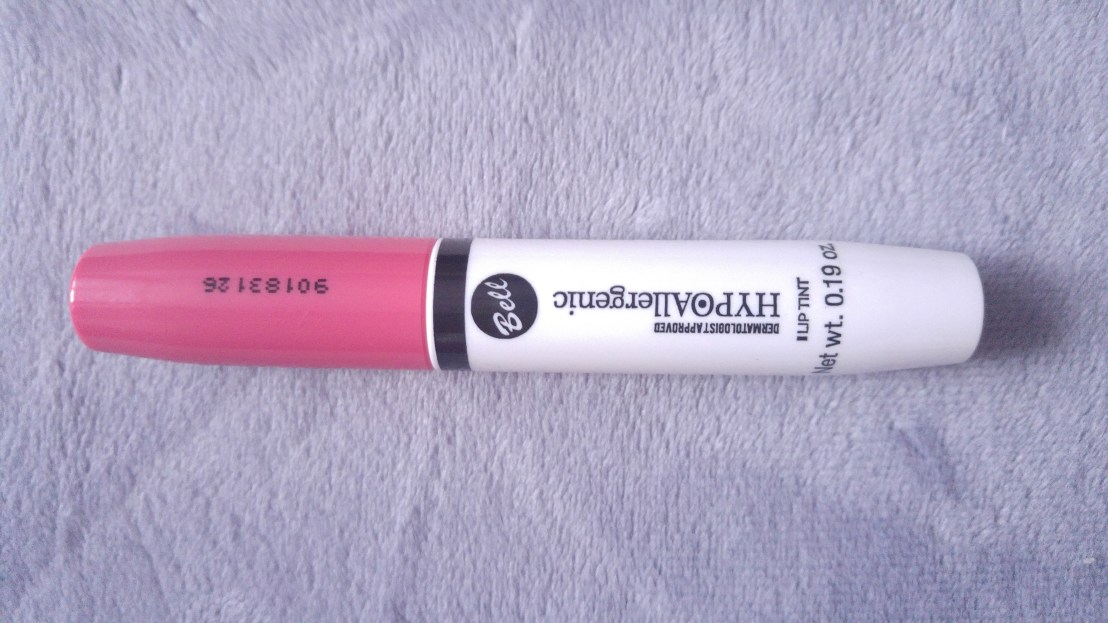 Bell
DERMATOLOGIST APPROVED
HYPOAllergenic
LIP TINT
Net wt. 0.19 oz
90183126